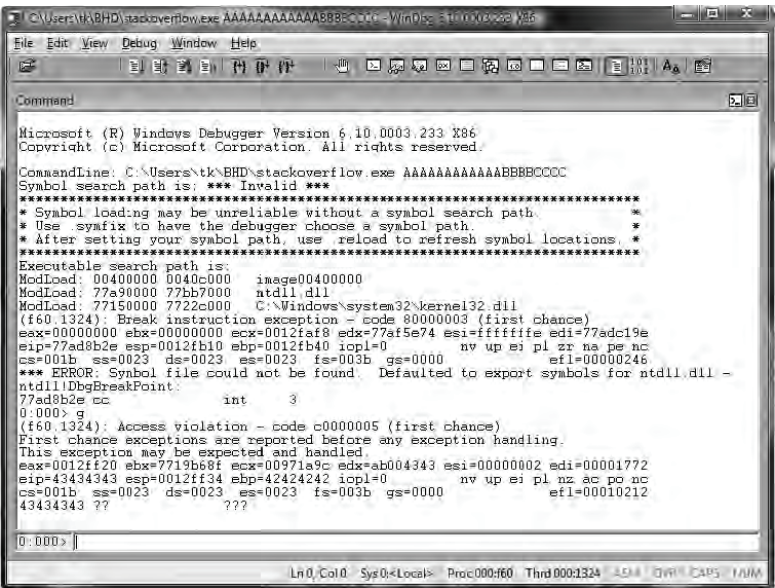 C:\Users\tk\BHD\stackoverflow.exe AAAAAAAAAAAABBBBCCCC - WinDbg:6.10.0003.233 X86
File Edit View Debug Window Help
Command
Microsoft (R) Windows Debugger Version 6.10.0003.233 X86
Copyright (c) Microsoft Corporation. All rights reserved.
CommandLine: C:\Users\tk\BHD\stackoverflow.exe AAAAAAAAAAAABBBBCCCC
Symbol search path is: *** Invalid ***
****************************************************************************
* Symbol loading may be unreliable without a symbol search path. *
* Use .symfix to have the debugger choose a symbol path. *
* After setting your symbol path, use .reload to refresh symbol locations. *
****************************************************************************
Executable search path is:
ModLoad: 00400000 0040c000 image00400000
ModLoad: 77a90000 77bb7000 ntdll.dll
ModLoad: 77150000 7722c000 C:\Windows\system32\kernel32.dll
(f60.1324): Break instruction exception - code 80000003 (first chance)
eax=00000000 ebx=00000000 ecx=0012faf8 edx=77af5e74 esi=fffffffe edi=77adc19e
eip=77ad8b2e esp=0012fb10 ebp=0012fb40 iopl=0 nv up ei pl zr na pe nc
cs=001b ss=0023 ds=0023 es=0023 fs=003b gs=0000 efl=00000246
*** ERROR: Symbol file could not be found. Defaulted to export symbols for ntdll.dll -
ntdll!DbgBreakPoint:
77ad8b2e cc int 3
0:000> g
(f60.1324): Access violation - code c0000005 (first chance)
First chance exceptions are reported before any exception handling.
This exception may be expected and handled.
eax=0012ff20 ebx=7719b68f ecx=00971a9c edx=ab004343 esi=00000002 edi=00001772
eip=43434343 esp=0012ff34 ebp=42424242 iopl=0 nv up ei pl nz ac po nc
cs=001b ss=0023 ds=0023 es=0023 fs=003b gs=0000 efl=00010212
43434343 ?? ???
0:000>
Ln 0, Col 0 Sys 0:<Local> Proc 000:f60 Thrd 000:1324 ASM OVR CAPS NUM